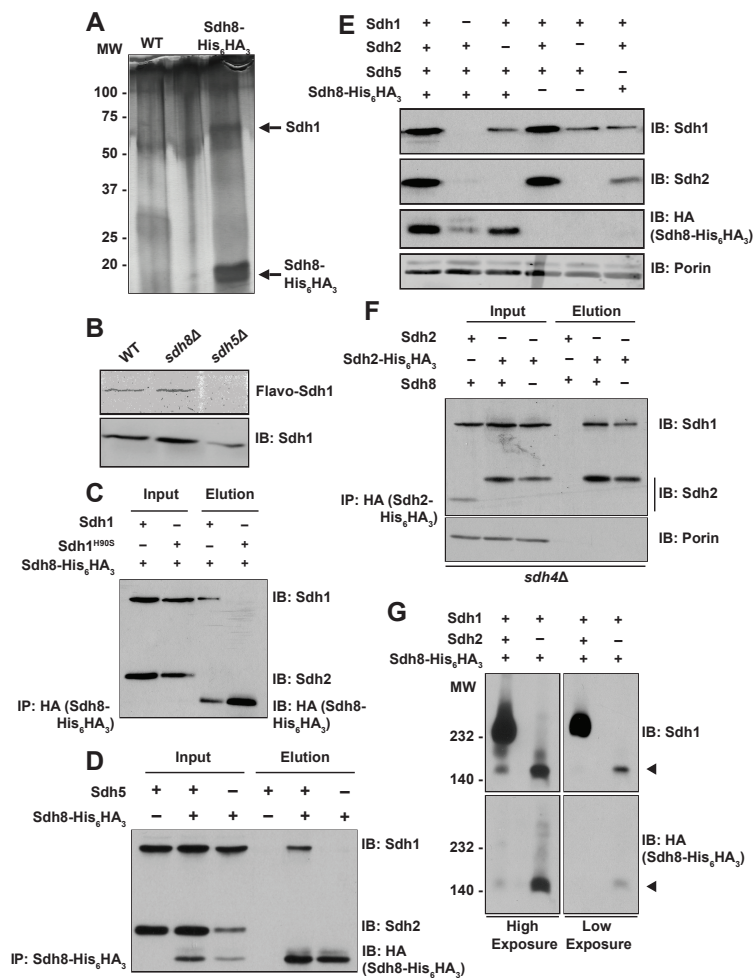 A
MW
WT
Sdh8-
His6HA3
100 -
75 -
50 -
37 -
25 -
20 -
Sdh1
Sdh8-
His6HA3
B
WT
sdh8Δ
sdh5Δ
Flavo-Sdh1
IB: Sdh1
C
Input Elution
Sdh1 + – + –
Sdh1H90S – + – +
Sdh8-His6HA3 + + + +
IB: Sdh1
IB: Sdh2
IP: HA (Sdh8-
His6HA3)
IB: HA (Sdh8-
His6HA3)
D
Input Elution
Sdh5 + + – + + –
Sdh8-His6HA3 – + + – + +
IB: Sdh1
IB: Sdh2
IP: Sdh8-His6HA3
IB: HA
(Sdh8-His6HA3)
E
Sdh1 + – + + + +
Sdh2 + + – + – +
Sdh5 + + + + + –
Sdh8-His6HA3 + + + – – +
IB: Sdh1
IB: Sdh2
IB: HA
(Sdh8-His6HA3)
IB: Porin
F
Input Elution
Sdh2 + – – + – –
Sdh2-His6HA3 – + + – + +
Sdh8 + + – + + –
IB: Sdh1
IP: HA (Sdh2-
His6HA3)
IB: Sdh2
IB: Porin
sdh4Δ
G
Sdh1 + + + +
Sdh2 + – + –
Sdh8-His6HA3 + + + +
MW
232 -
140 -
IB: Sdh1
232 -
140 -
IB: HA
(Sdh8-His6HA3)
High
Exposure
Low
Exposure